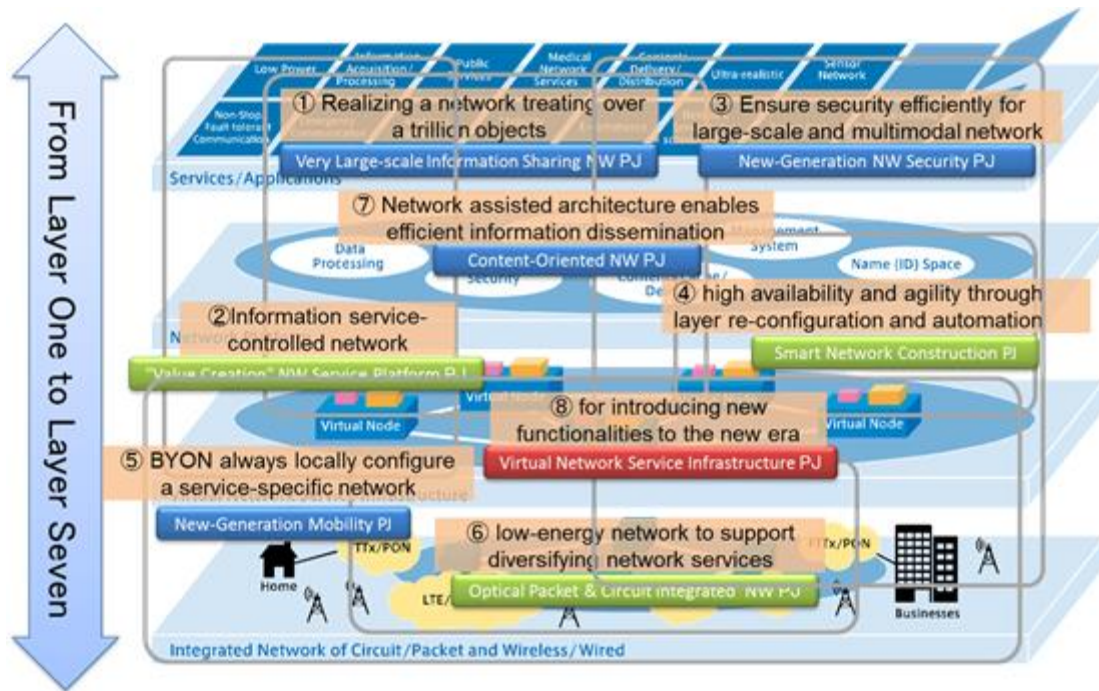 From Layer One to Layer Seven
Low Power
Information
Acquisition/
Processing
Public
Medical
Network
Services
Contents
Delivery/
Distribution
Ultra-realistic
Sensor
Network
Non-Stop
Fault tolerant
Communication
① Realizing a network treating over
a trillion objects
Very Large-scale Information Sharing NW PJ
③ Ensure security efficiently for
large-scale and multimodal network
New-Generation NW Security PJ
Services/Applications
⑦ Network assisted architecture enables
efficient information dissemination
Content-Oriented NW PJ
Data
Processing
Security
System
Name (ID) Space
②Information service-
controlled network
"Value Creation" NW Service Platform PJ
④ high availability and agility through
layer re-configuration and automation
Smart Network Construction PJ
Virtual Node
Virtual Node
Virtual Node
⑧ for introducing new
functionalities to the new era
Virtual Network Service Infrastructure PJ
⑤ BYON always locally configure
a service-specific network
New-Generation Mobility PJ
⑥ low-energy network to support
diversifying network services
Optical Packet & Circuit Integrated NW PJ
TTx/PON
TTx/PON
Home
LTE/
Businesses
Integrated Network of Circuit/Packet and Wireless/Wired